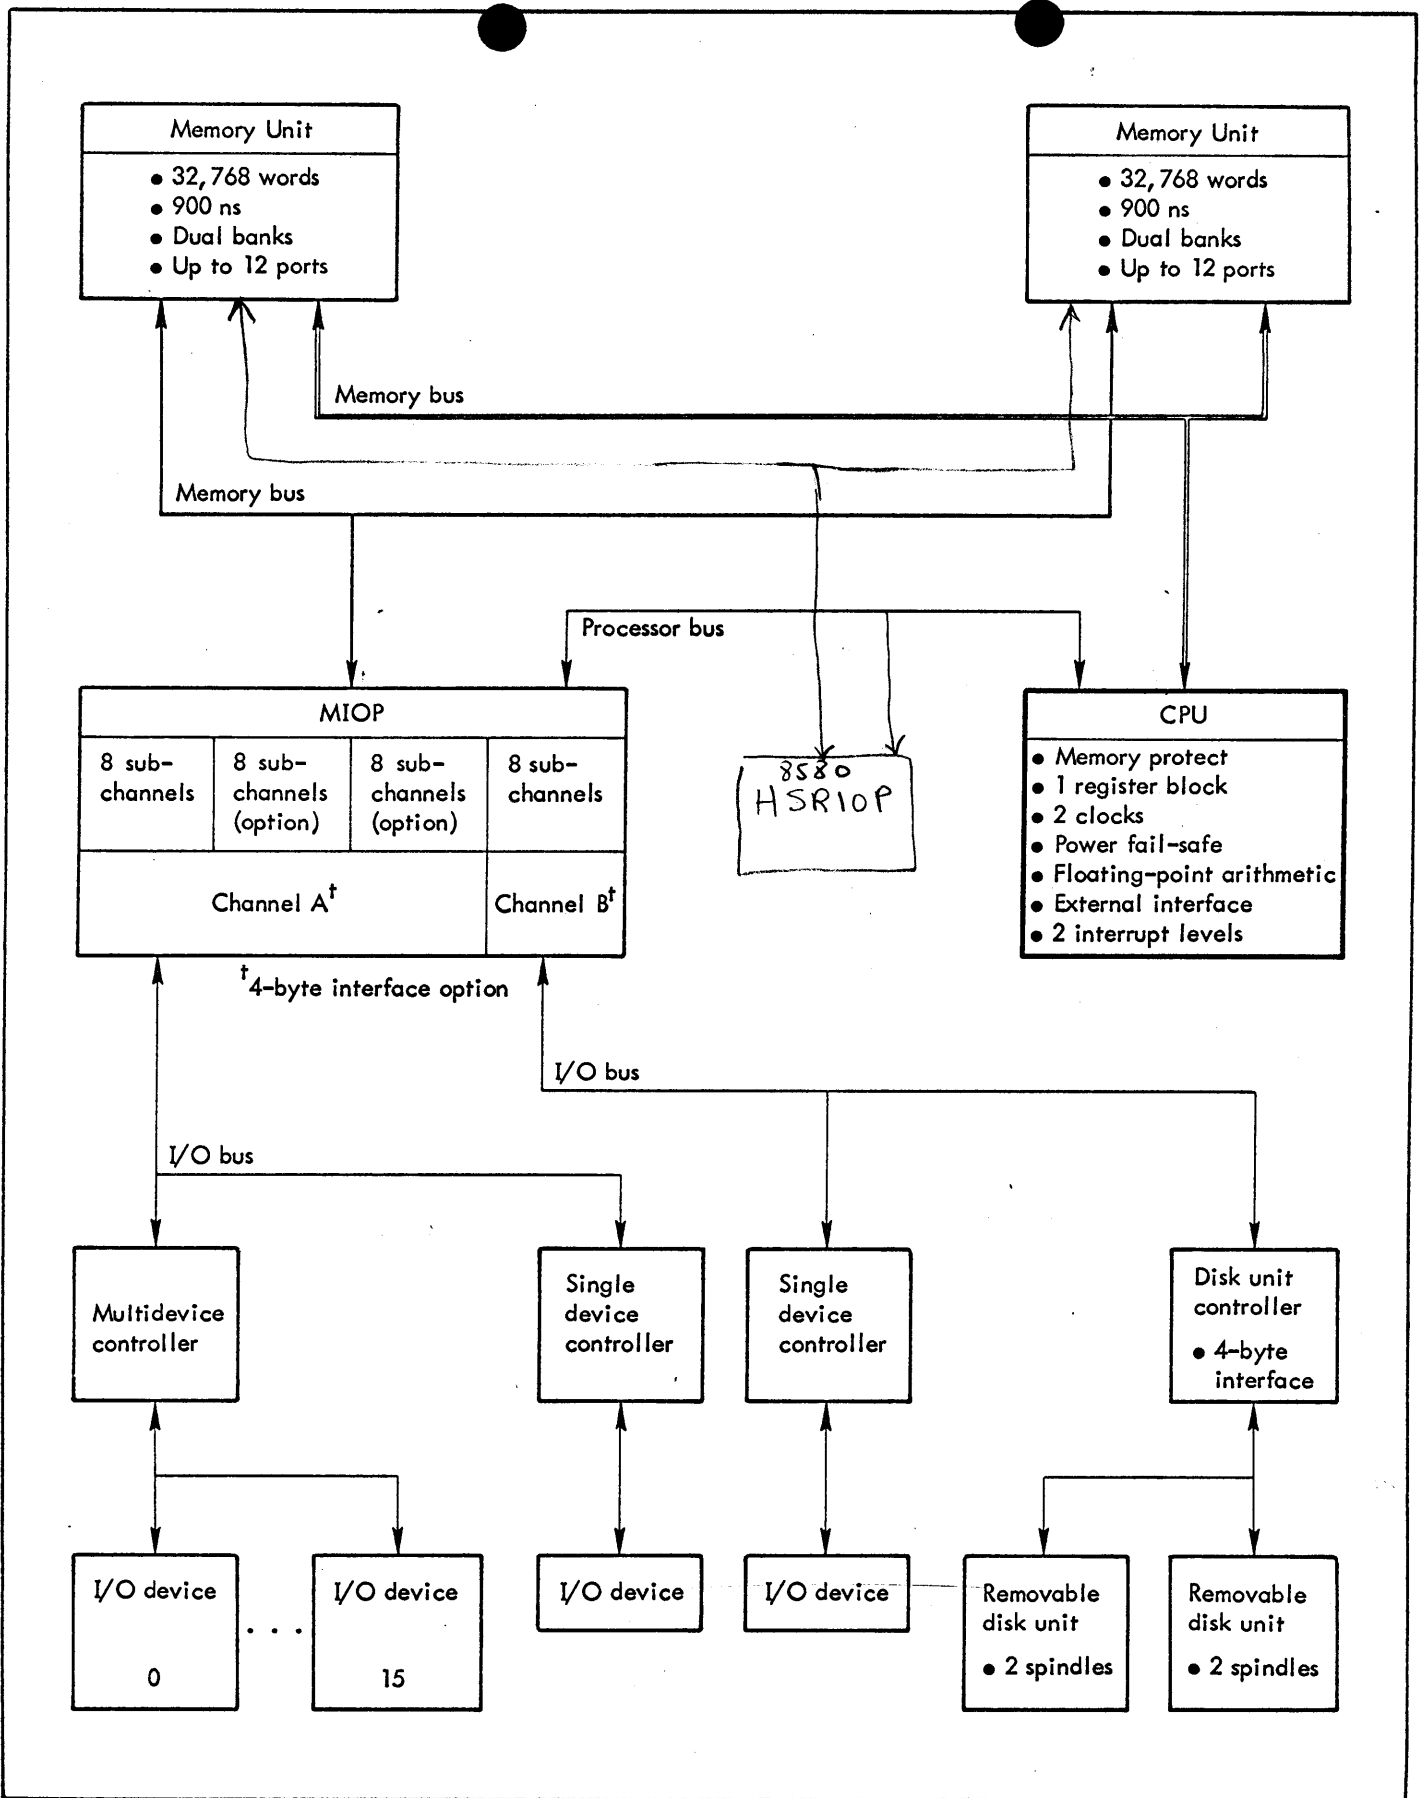 Memory Unit
• 32,768 words
• 900 ns
• Dual banks
• Up to 12 ports
Memory Unit
• 32,768 words
• 900 ns
• Dual banks
• Up to 12 ports
Memory bus
Memory bus
Processor bus
MIOP
8 sub-
channels
8 sub-
channels
(option)
8 sub-
channels
(option)
8 sub-
channels
Channel A†
Channel B†
†4-byte interface option
8580
HSRIOP
CPU
• Memory protect
• 1 register block
• 2 clocks
• Power fail-safe
• Floating-point arithmetic
• External interface
• 2 interrupt levels
I/O bus
I/O bus
Multidevice
controller
Single
device
controller
Single
device
controller
Disk unit
controller
• 4-byte
interface
I/O device
0
. . .
I/O device
15
I/O device
I/O device
Removable
disk unit
• 2 spindles
Removable
disk unit
• 2 spindles